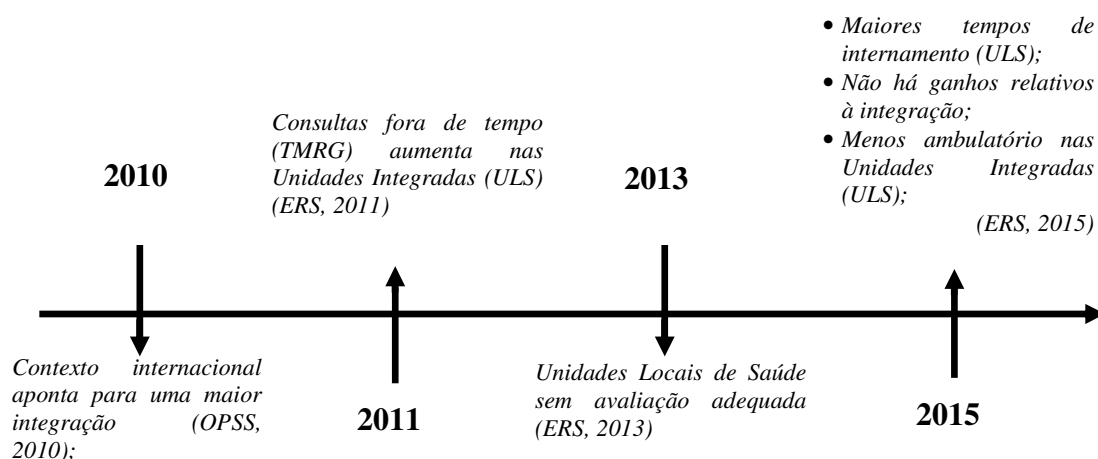 2010
Contexto internacional
aponta para uma maior
integração (OPSS,
2010);
Consultas fora de tempo
(TMRG) aumenta nas
Unidades Integradas (ULS)
(ERS, 2011)
2011
2013
Unidades Locais de Saúde
sem avaliação adequada
(ERS, 2013)
• Maiores tempos de
internamento (ULS);
• Não há ganhos relativos
à integração;
• Menos ambulatório nas
Unidades Integradas
(ULS);
(ERS, 2015)
2015